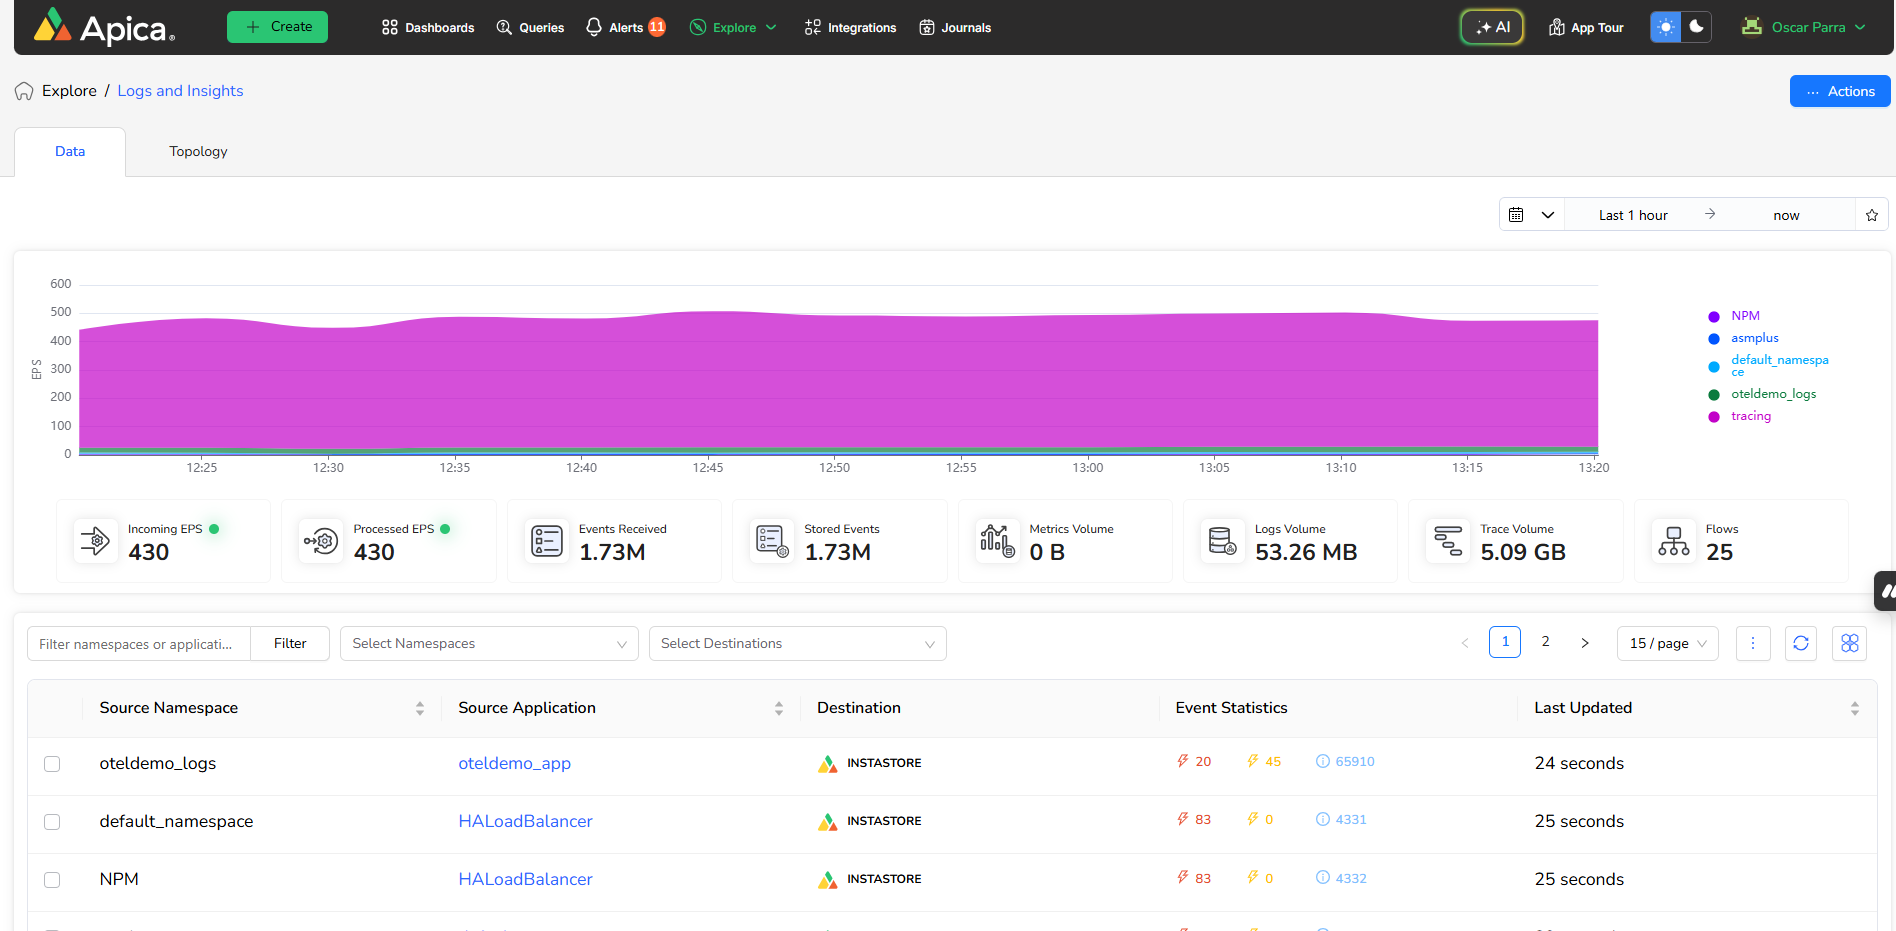 Apica®
Create
Dashboards
Queries
Alerts 11
Explore
Integrations
Journals
AI
App Tour
Oscar Parra
Explore / Logs and Insights
··· Actions
Data
Topology
Last 1 hour → now
600
500
400
300
200
100
0
EPS
12:25 12:30 12:35 12:40 12:45 12:50 12:55 13:00 13:05 13:10 13:15 13:20
NPM
asmplus
default_namespa
ce
oteldemo_logs
tracing
Incoming EPS
430
Processed EPS
430
Events Received
1.73M
Stored Events
1.73M
Metrics Volume
0 B
Logs Volume
53.26 MB
Trace Volume
5.09 GB
Flows
25
Filter namespaces or applicati...
Filter
Select Namespaces
Select Destinations
< 1 2 >
15 / page
Source Namespace Source Application Destination Event Statistics Last Updated
oteldemo_logs oteldemo_app INSTASTORE 20 45 65910 24 seconds
default_namespace HALoadBalancer INSTASTORE 83 0 4331 25 seconds
NPM HALoadBalancer INSTASTORE 83 0 4332 25 seconds